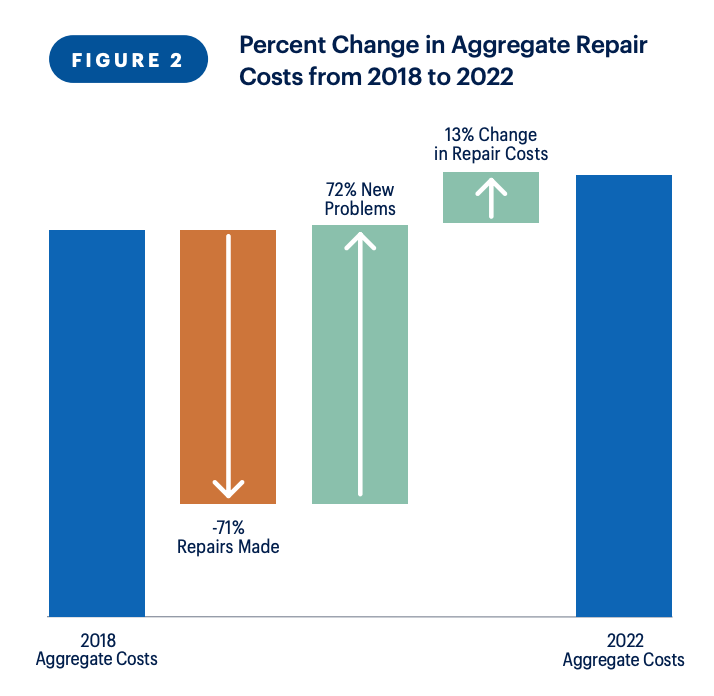 FIGURE 2
Percent Change in Aggregate Repair
Costs from 2018 to 2022
13% Change
in Repair Costs
72% New
Problems
-71%
Repairs Made
2018
Aggregate Costs
2022
Aggregate Costs